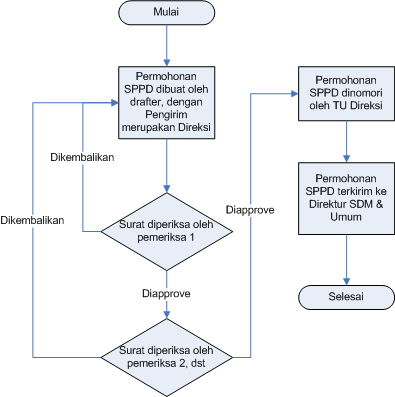 Mulai
Permohonan
SPPD dibuat oleh
drafter, dengan
Pengirim
merupakan Direksi
Dikembalikan
Surat diperiksa oleh
pemeriksa 1
Dikembalikan
Diapprove
Surat diperiksa oleh
pemeriksa 2, dst
Diapprove
Permohonan
SPPD dinomori
oleh TU Direksi
Permohonan
SPPD terkirim ke
Direktur SDM &
Umum
Selesai